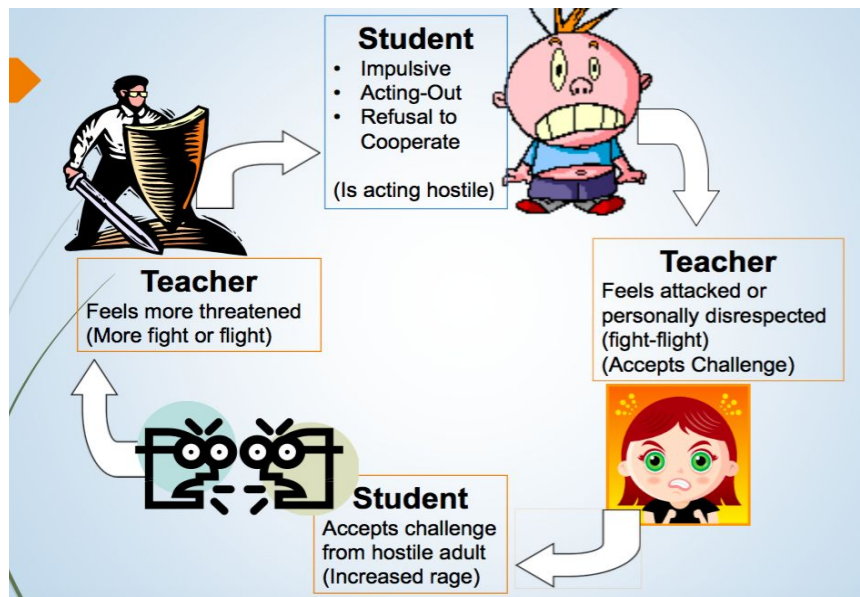 Student
• Impulsive
• Acting-Out
• Refusal to
Cooperate
(Is acting hostile)
Teacher
Feels attacked or
personally disrespected
(fight-flight)
(Accepts Challenge)
Student
Accepts challenge
from hostile adult
(Increased rage)
Teacher
Feels more threatened
(More fight or flight)